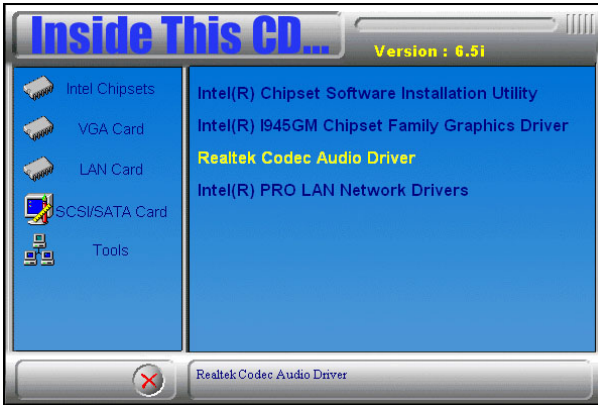 Inside This CD...
Version : 6.5i
Intel Chipsets
VGA Card
LAN Card
SCSI/SATA Card
Tools
Intel(R) Chipset Software Installation Utility
Intel(R) I945GM Chipset Family Graphics Driver
Realtek Codec Audio Driver
Intel(R) PRO LAN Network Drivers
Realtek Codec Audio Driver